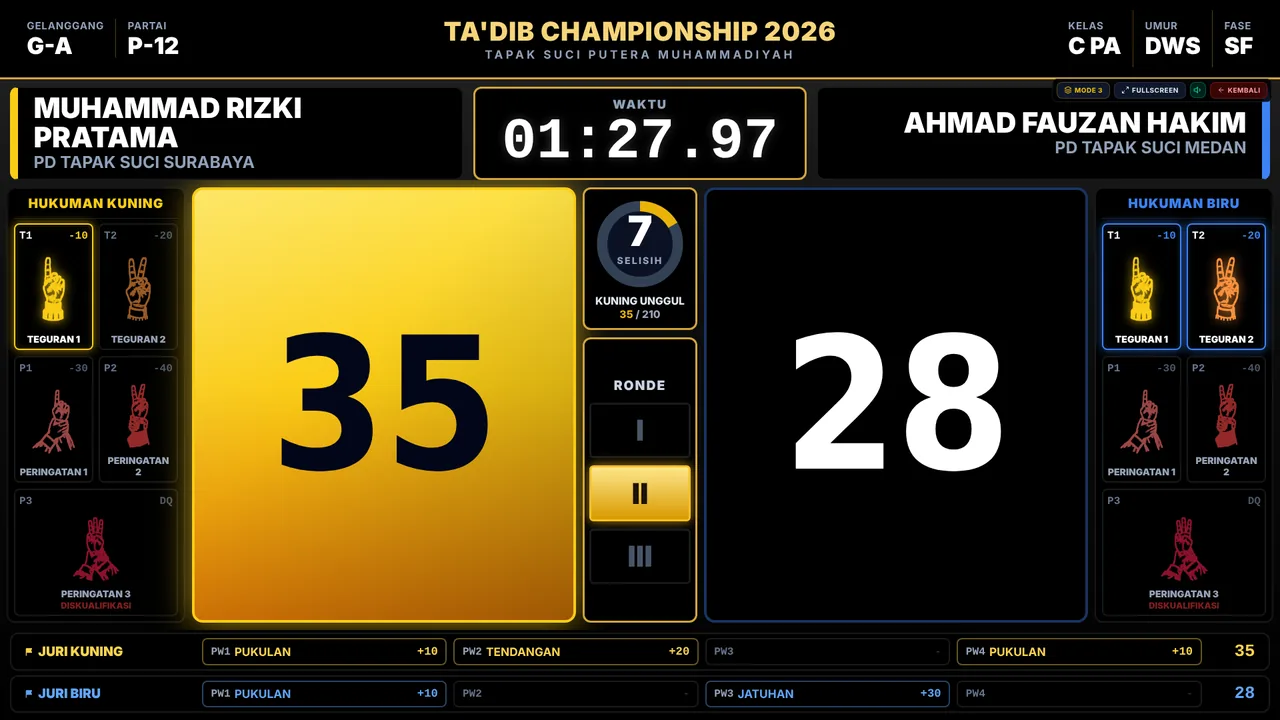 GELANGGANG
G-A
PARTAI
P-12
TA'DIB CHAMPIONSHIP 2026
TAPAK SUCI PUTERA MUHAMMADIYAH
KELAS
C PA
UMUR
DWS
FASE
SF
MODE 3
FULLSCREEN
← KEMBALI
MUHAMMAD RIZKI
PRATAMA
PD TAPAK SUCI SURABAYA
WAKTU
01:27.97
AHMAD FAUZAN HAKIM
PD TAPAK SUCI MEDAN
HUKUMAN KUNING
T1 -10
TEGURAN 1
T2 -20
TEGURAN 2
P1 -30
PERINGATAN 1
P2 -40
PERINGATAN
2
P3 DQ
PERINGATAN 3
DISKUALIFIKASI
35
7
SELISIH
KUNING UNGGUL
35 / 210
RONDE
I
II
III
28
HUKUMAN BIRU
T1 -10
TEGURAN 1
T2 -20
TEGURAN 2
P1 -30
PERINGATAN 1
P2 -40
PERINGATAN
2
P3 DQ
PERINGATAN 3
DISKUALIFIKASI
JURI KUNING PW1 PUKULAN +10 PW2 TENDANGAN +20 PW3 - PW4 PUKULAN +10 35
JURI BIRU PW1 PUKULAN +10 PW2 - PW3 JATUHAN +30 PW4 - 28